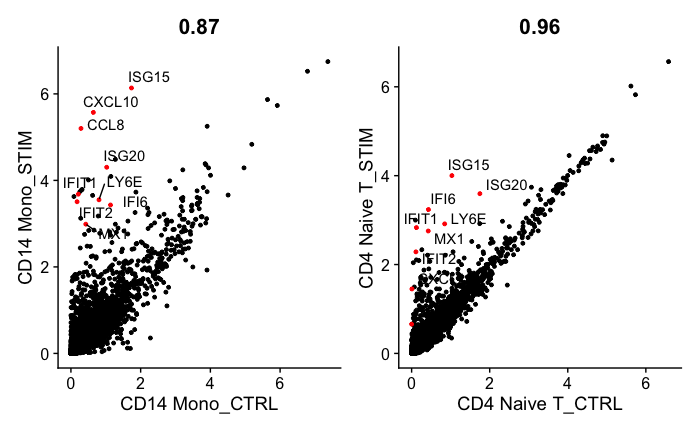 0.87
ISG15
CXCL10
CCL8
ISG20
IFIT1
LY6E
IFI6
IFIT2
MX1
6
4
2
0
0
2
4
6
CD14 Mono_STIM
CD14 Mono_CTRL
0.96
ISG15
ISG20
IFI6
IFIT1
LY6E
MX1
IFIT2
6
4
2
0
0
2
4
6
CD4 Naive T_STIM
CD4 Naive T_CTRL